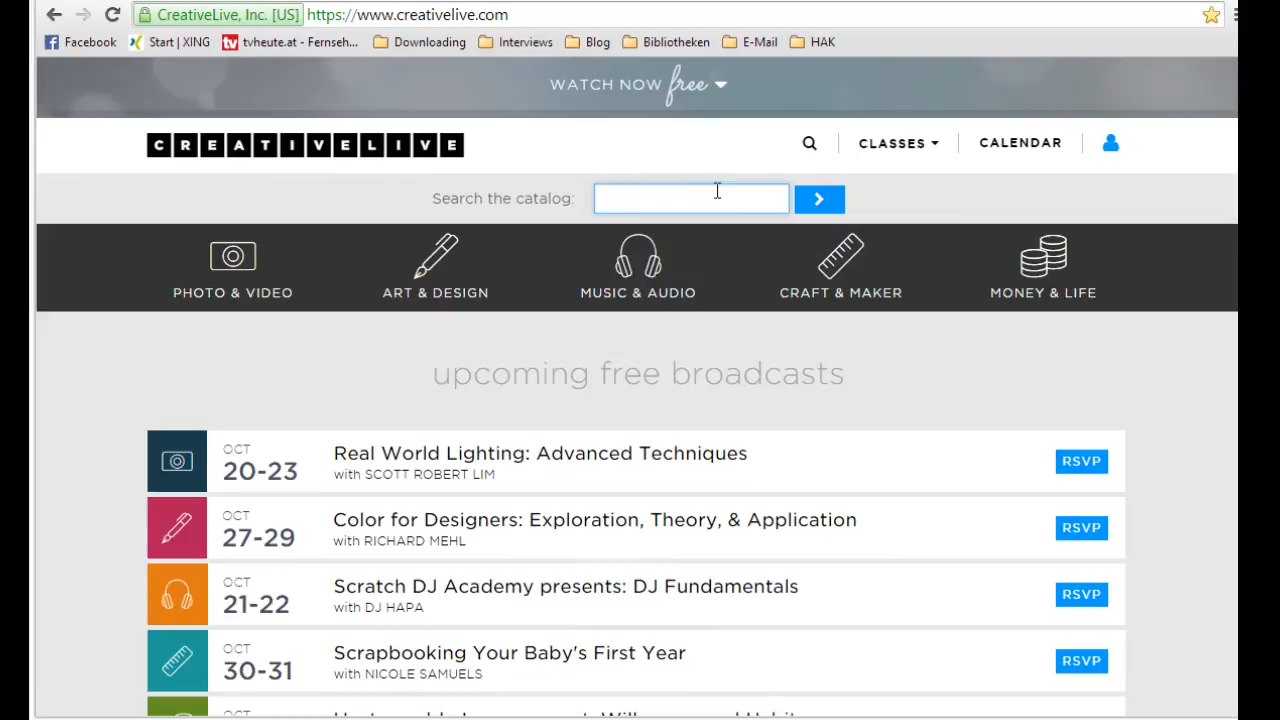 CreativeLive, Inc. [US] https://www.creativelive.com
Facebook Start | XING tvheute.at - Fernseh... Downloading Interviews Blog Bibliotheken E-Mail HAK
WATCH NOW free
CREATIVELIVE CLASSES CALENDAR
Search the catalog:
PHOTO & VIDEO ART & DESIGN MUSIC & AUDIO CRAFT & MAKER MONEY & LIFE
upcoming free broadcasts
OCT
20-23
Real World Lighting: Advanced Techniques
with SCOTT ROBERT LIM
RSVP
OCT
27-29
Color for Designers: Exploration, Theory, & Application
with RICHARD MEHL
RSVP
OCT
21-22
Scratch DJ Academy presents: DJ Fundamentals
with DJ HAPA
RSVP
OCT
30-31
Scrapbooking Your Baby's First Year
with NICOLE SAMUELS
RSVP
OCT